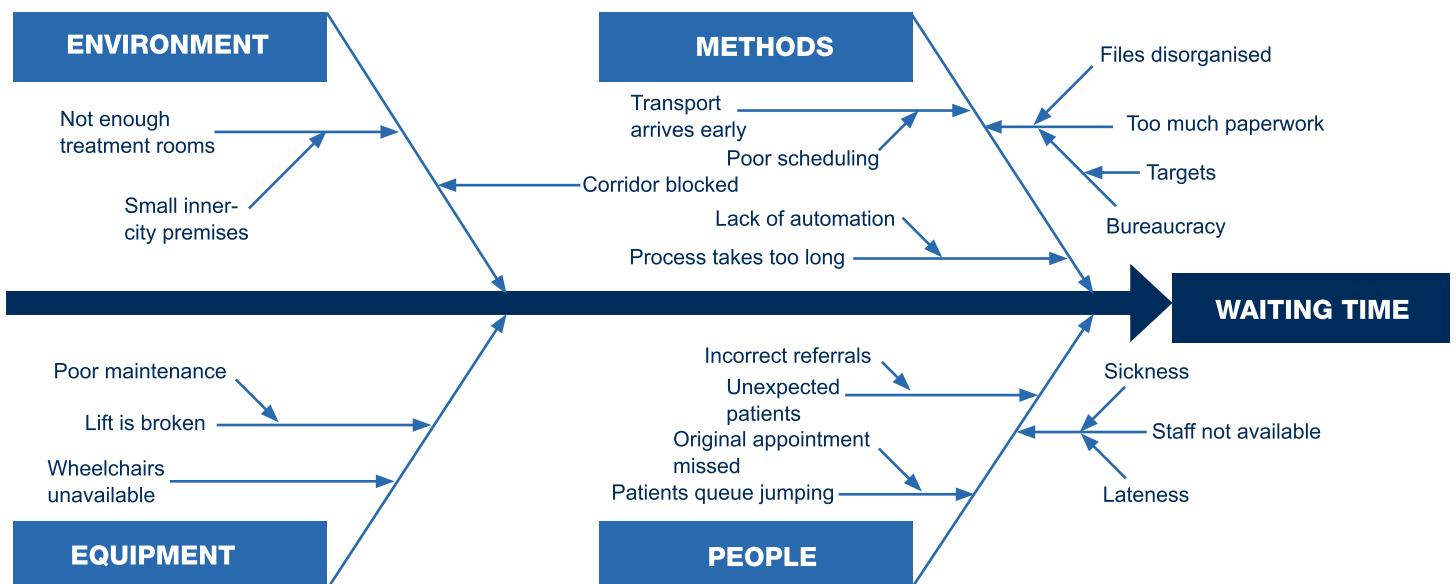 ENVIRONMENT
Not enough
treatment rooms
Small inner-
city premises
Corridor blocked
METHODS
Transport
arrives early
Poor scheduling
Files disorganised
Too much paperwork
Targets
Bureaucracy
Lack of automation
Process takes too long
WAITING TIME
Poor maintenance
Lift is broken
Wheelchairs
unavailable
EQUIPMENT
Incorrect referrals
Unexpected
patients
Original appointment
missed
Patients queue jumping
Sickness
Staff not available
Lateness
PEOPLE